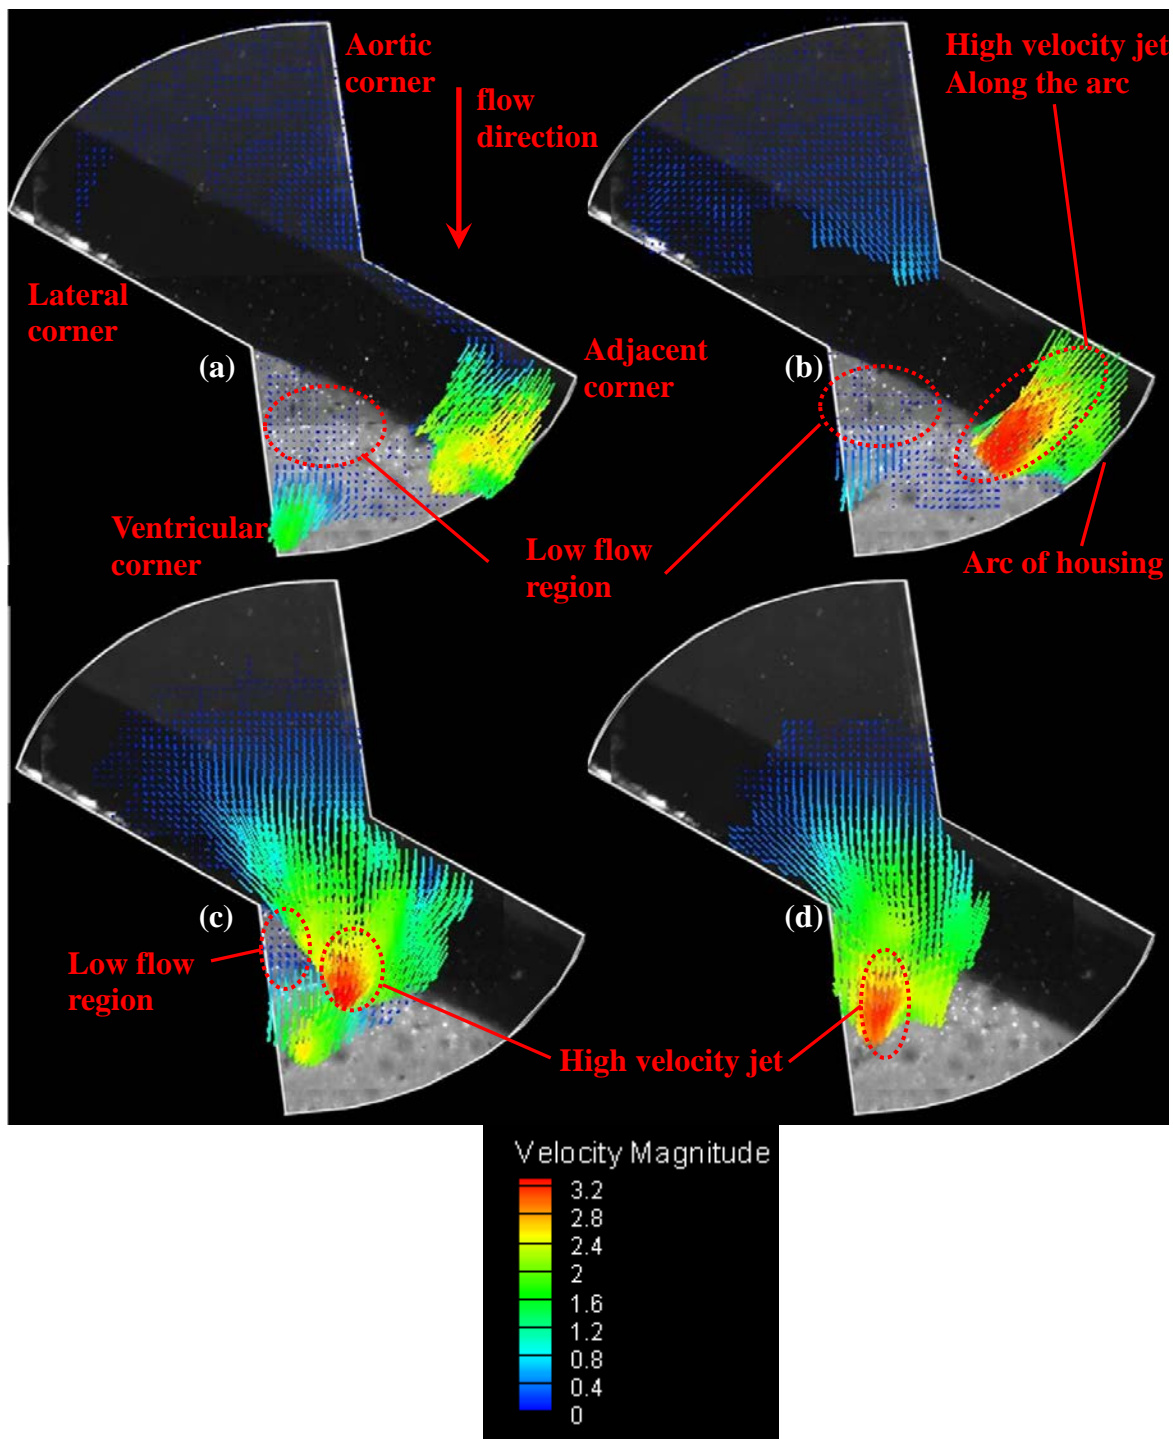 Aortic
corner
flow
direction
High velocity jet
Along the arc
Lateral
corner
(a)
Adjacent
corner
(b)
Ventricular
corner
Low flow
region
Arc of housing
(c)
(d)
Low flow
region
High velocity jet
Velocity Magnitude
3.2
2.8
2.4
2
1.6
1.2
0.8
0.4
0